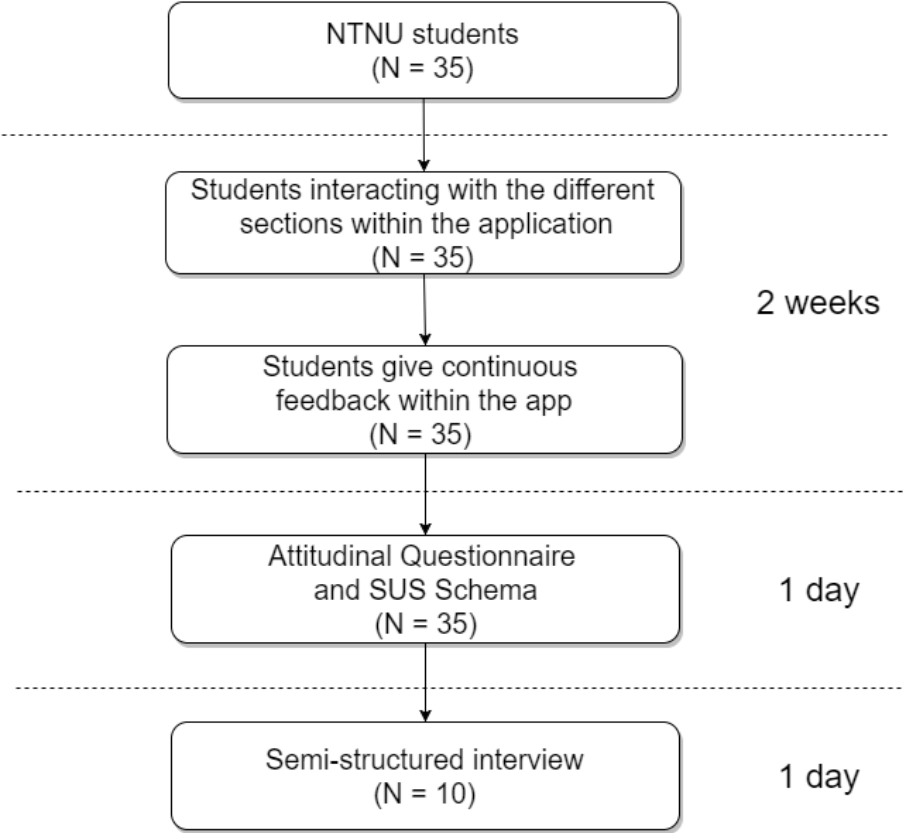 NTNU students
(N = 35)
Students interacting with the different
sections within the application
(N = 35)
2 weeks
Students give continuous
feedback within the app
(N = 35)
Attitudinal Questionnaire
and SUS Schema
(N = 35)
1 day
Semi-structured interview
(N = 10)
1 day